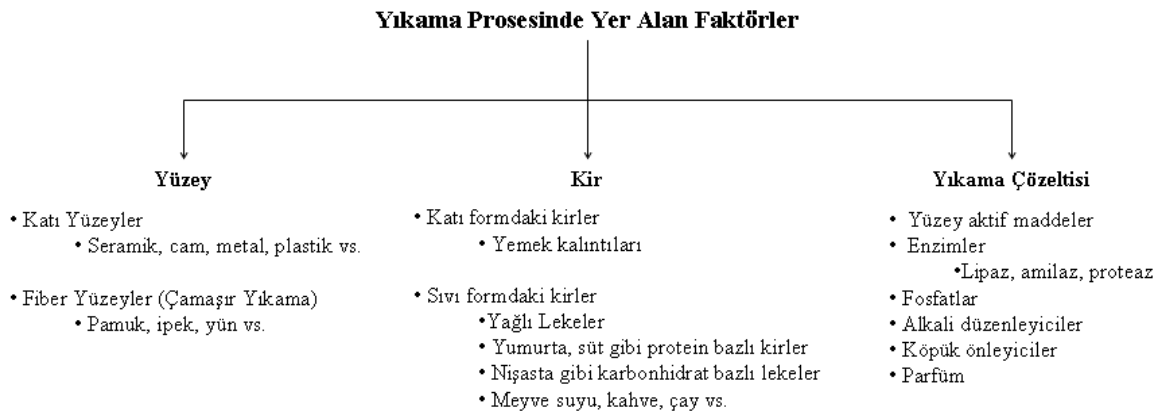 Yıkama Prosesinde Yer Alan Faktörler
Yüzey
• Katı Yüzeyler
• Seramik, cam, metal, plastik vs.
• Fiber Yüzeyler (Çamaşır Yıkama)
• Pamuk, ipek, yün vs.
Kir
• Katı formdaki kirler
• Yemek kalıntıları
• Sıvı formdaki kirler
•Yağlı Lekeler
• Yumurta, süt gibi protein bazlı kirler
• Nişasta gibi karbonhidrat bazlı lekeler
• Meyve suyu, kahve, çay vs.
Yıkama Çözeltisi
• Yüzey aktif maddeler
• Enzimler
•Lipaz, amilaz, proteaz
• Fosfatlar
• Alkali düzenleyiciler
• Köpük önleyiciler
• Parfüm